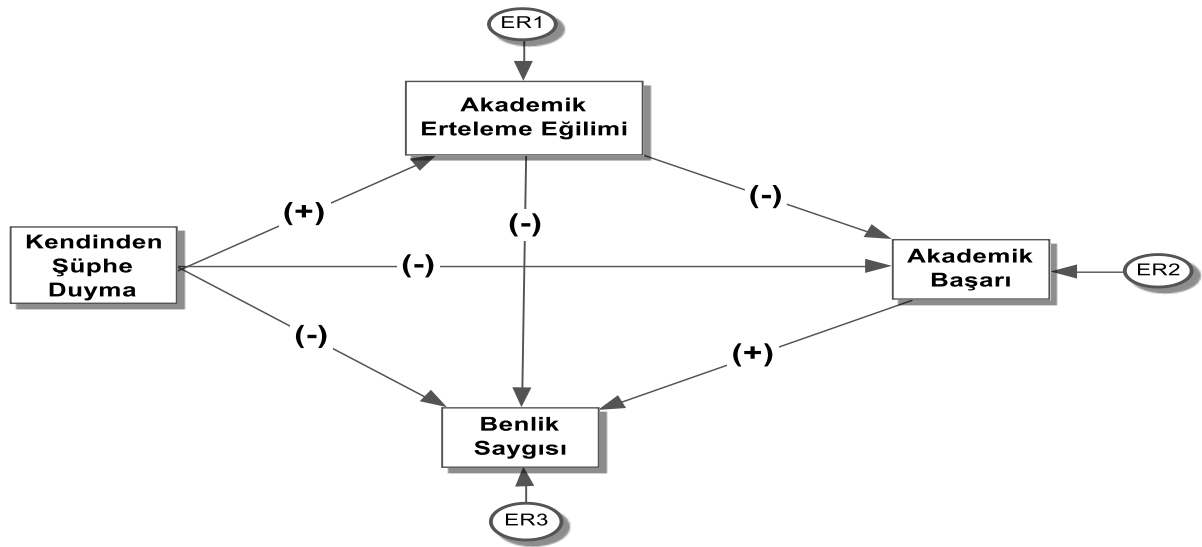 ER1
Akademik
Erteleme Eğilimi
(+)
(-)
(-)
Kendinden
Şüphe
Duyma
(-)
Akademik
Başarı
ER2
(-)
(+)
Benlik
Saygısı
ER3